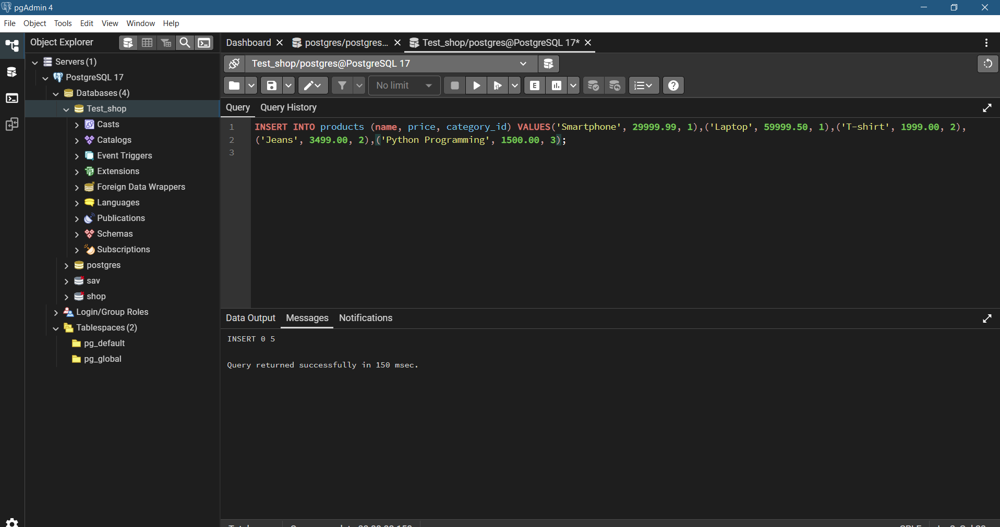 pgAdmin 4
File Object Tools Edit View Window Help
Object Explorer
Dashboard postgres/postgres... Test_shop/postgres@PostgreSQL 17*
Servers (1)
PostgreSQL 17
Databases (4)
Test_shop
Casts
Catalogs
Event Triggers
Extensions
Foreign Data Wrappers
Languages
Publications
Schemas
Subscriptions
postgres
sav
shop
Login/Group Roles
Tablespaces (2)
pg_default
pg_global
Test_shop/postgres@PostgreSQL 17
No limit E
Query Query History
1 INSERT INTO products (name, price, category_id) VALUES('Smartphone', 29999.99, 1),('Laptop', 59999.50, 1),('T-shirt', 1999.00, 2),
2 ('Jeans', 3499.00, 2),('Python Programming', 1500.00, 3);
3
Data Output Messages Notifications
INSERT 0 5
Query returned successfully in 150 msec.